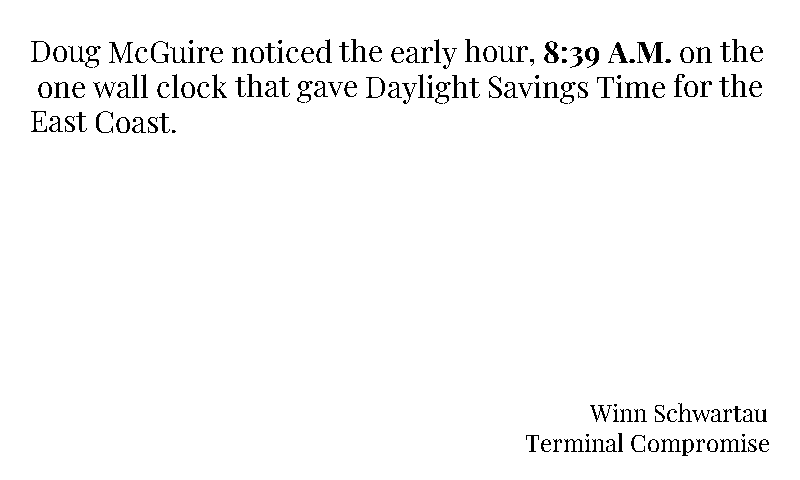 Doug McGuire noticed the early hour, 8:39 A.M. on the
one wall clock that gave Daylight Savings Time for the
East Coast.
Winn Schwartau
Terminal Compromise